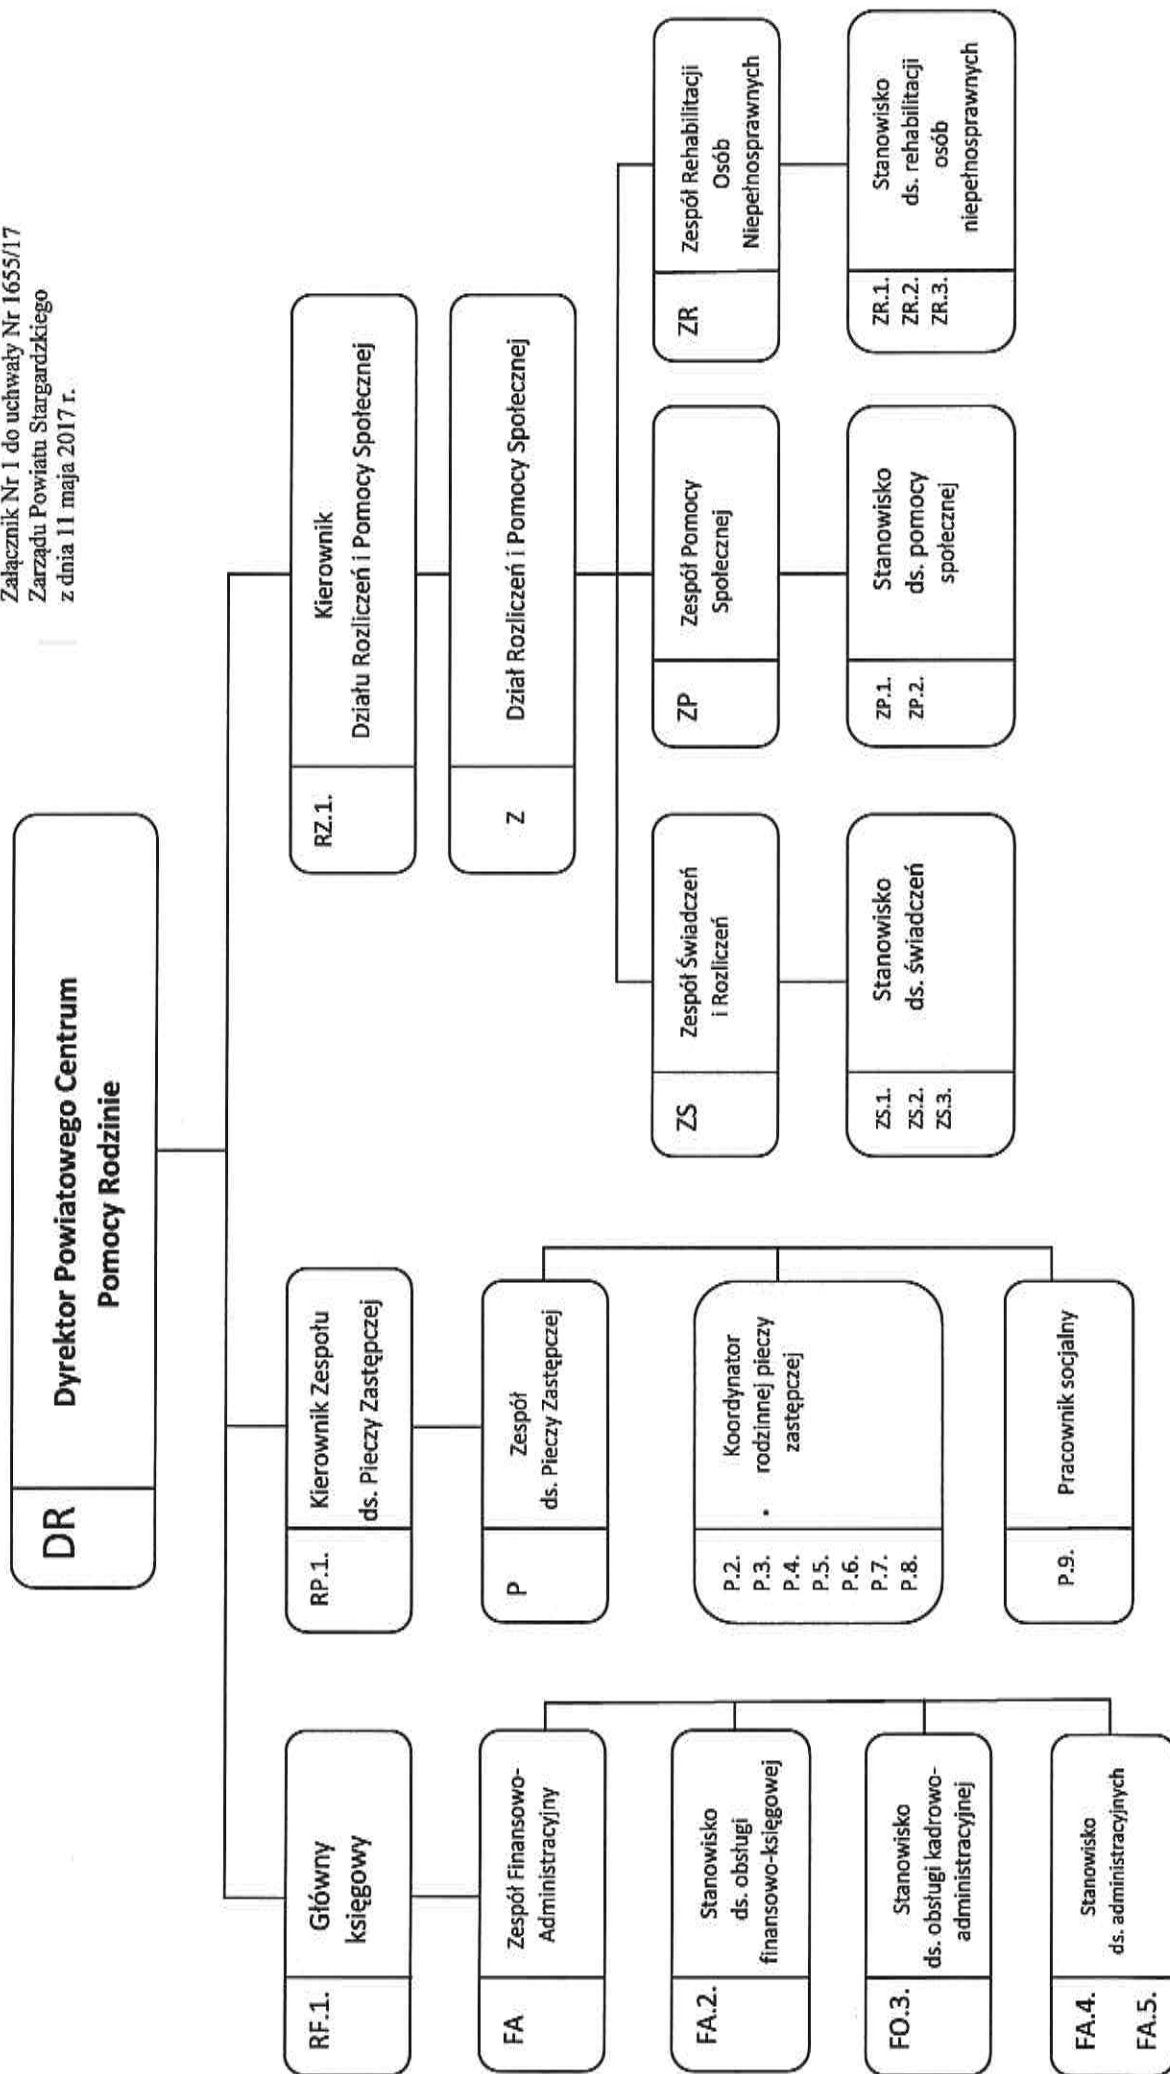 Załącznik Nr 1 do uchwały Nr 1655/17
Zarządu Powiatu Stargardzkiego
z dnia 11 maja 2017 r.
DR
Dyrektor Powiatowego Centrum
Pomocy Rodzinie
RF.1.
Główny
księgowy
FA
Zespół Finansowo-
Administracyjny
FA.2.
Stanowisko
ds. obsługi
finansowo-księgowej
FO.3.
Stanowisko
ds. obsługi kadrowo-
administracyjnej
FA.4.
FA.5.
Stanowisko
ds. administracyjnych
RP.1.
Kierownik Zespołu
ds. Pieczy Zastępczej
P
Zespół
ds. Pieczy Zastępczej
P.2.
P.3.
P.4.
P.5.
P.6.
P.7.
P.8.
Koordynator
rodzinnej pieczy
zastępczej
P.9.
Pracownik socjalny
RZ.1.
Kierownik
Działu Rozliczeń i Pomocy Społecznej
Z
Dział Rozliczeń i Pomocy Społecznej
ZS
Zespół Świadczeń
i Rozliczeń
ZS.1.
ZS.2.
ZS.3.
Stanowisko
ds. świadczeń
ZP
Zespół Pomocy
Społecznej
ZP.1.
ZP.2.
Stanowisko
ds. pomocy
społecznej
ZR
Zespół Rehabilitacji
Osób
Niepełnosprawnych
ZR.1.
ZR.2.
ZR.3.
Stanowisko
ds. rehabilitacji
osób
niepełnosprawnych